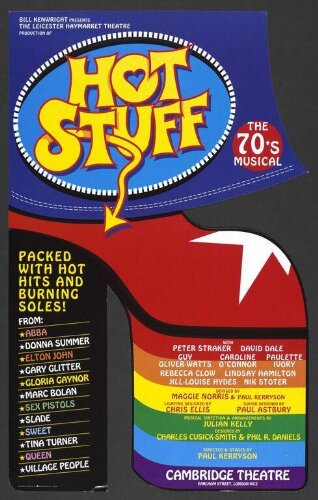 BILL KENWRIGHT PRESENTS
THE LEICESTER HAYMARKET THEATRE
PRODUCTION OF
HOT
STUFF
THE
70's
MUSICAL
PACKED
WITH HOT
HITS AND
BURNING
SOLES!
FROM:
★ABBA
★DONNA SUMMER
★ELTON JOHN
★GARY GLITTER
★GLORIA GAYNOR
★MARC BOLAN
★SEX PISTOLS
★SLADE
★SWEET
★TINA TURNER
★QUEEN
★VILLAGE PEOPLE
WITH
PETER STRAKER DAVID DALE
GUY CAROLINE PAULETTE
OLIVER-WATTS O'CONNOR IVORY
REBECCA CLOW LINDSAY HAMILTON
JILL-LOUISE HYDES NIK STOTER
DEVISED BY
MAGGIE NORRIS & PAUL KERRYSON
LIGHTING DESIGNED BY SOUND DESIGNED BY
CHRIS ELLIS PAUL ASTBURY
MUSICAL DIRECTION & ARRANGEMENTS BY
JULIAN KELLY
DESIGNED BY
CHARLES CUSICK-SMITH & PHIL R. DANIELS
DIRECTED & STAGED BY
PAUL KERRYSON
CAMBRIDGE THEATRE
EARLHAM STREET, LONDON WC2